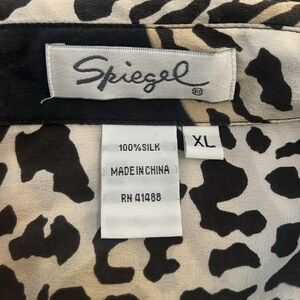 Spiegel ®
100% SILK
MADE IN CHINA
RN 41488
XL